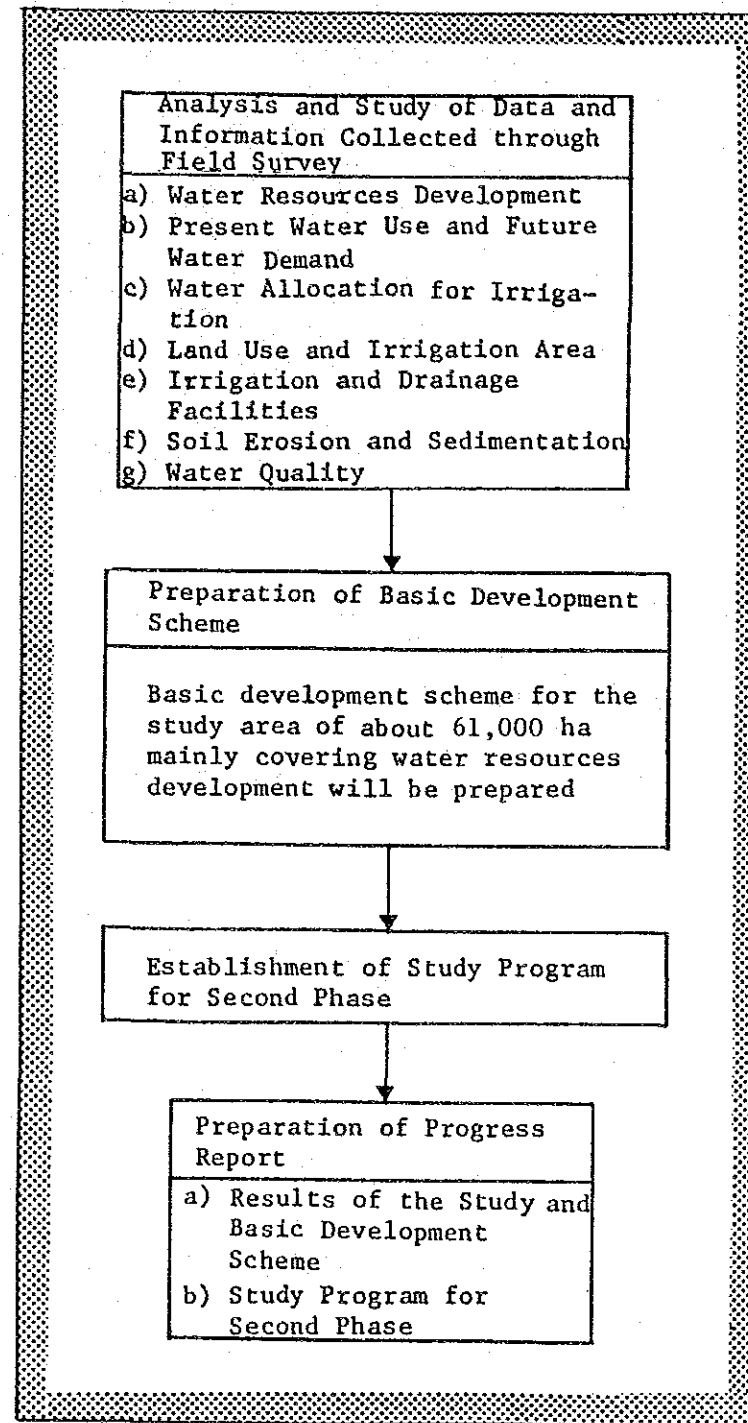 Analysis and Study of Data and
Information Collected through
Field Survey
a) Water Resources Development
b) Present Water Use and Future
Water Demand
c) Water Allocation for Irriga-
tion
d) Land Use and Irrigation Area
e) Irrigation and Drainage
Facilities
f) Soil Erosion and Sedimentation
g) Water Quality
Preparation of Basic Development
Scheme
Basic development scheme for the
study area of about 61,000 ha
mainly covering water resources
development will be prepared
Establishment of Study Program
for Second Phase
Preparation of Progress
Report
a) Results of the Study and
Basic Development
Scheme
b) Study Program for
Second Phase